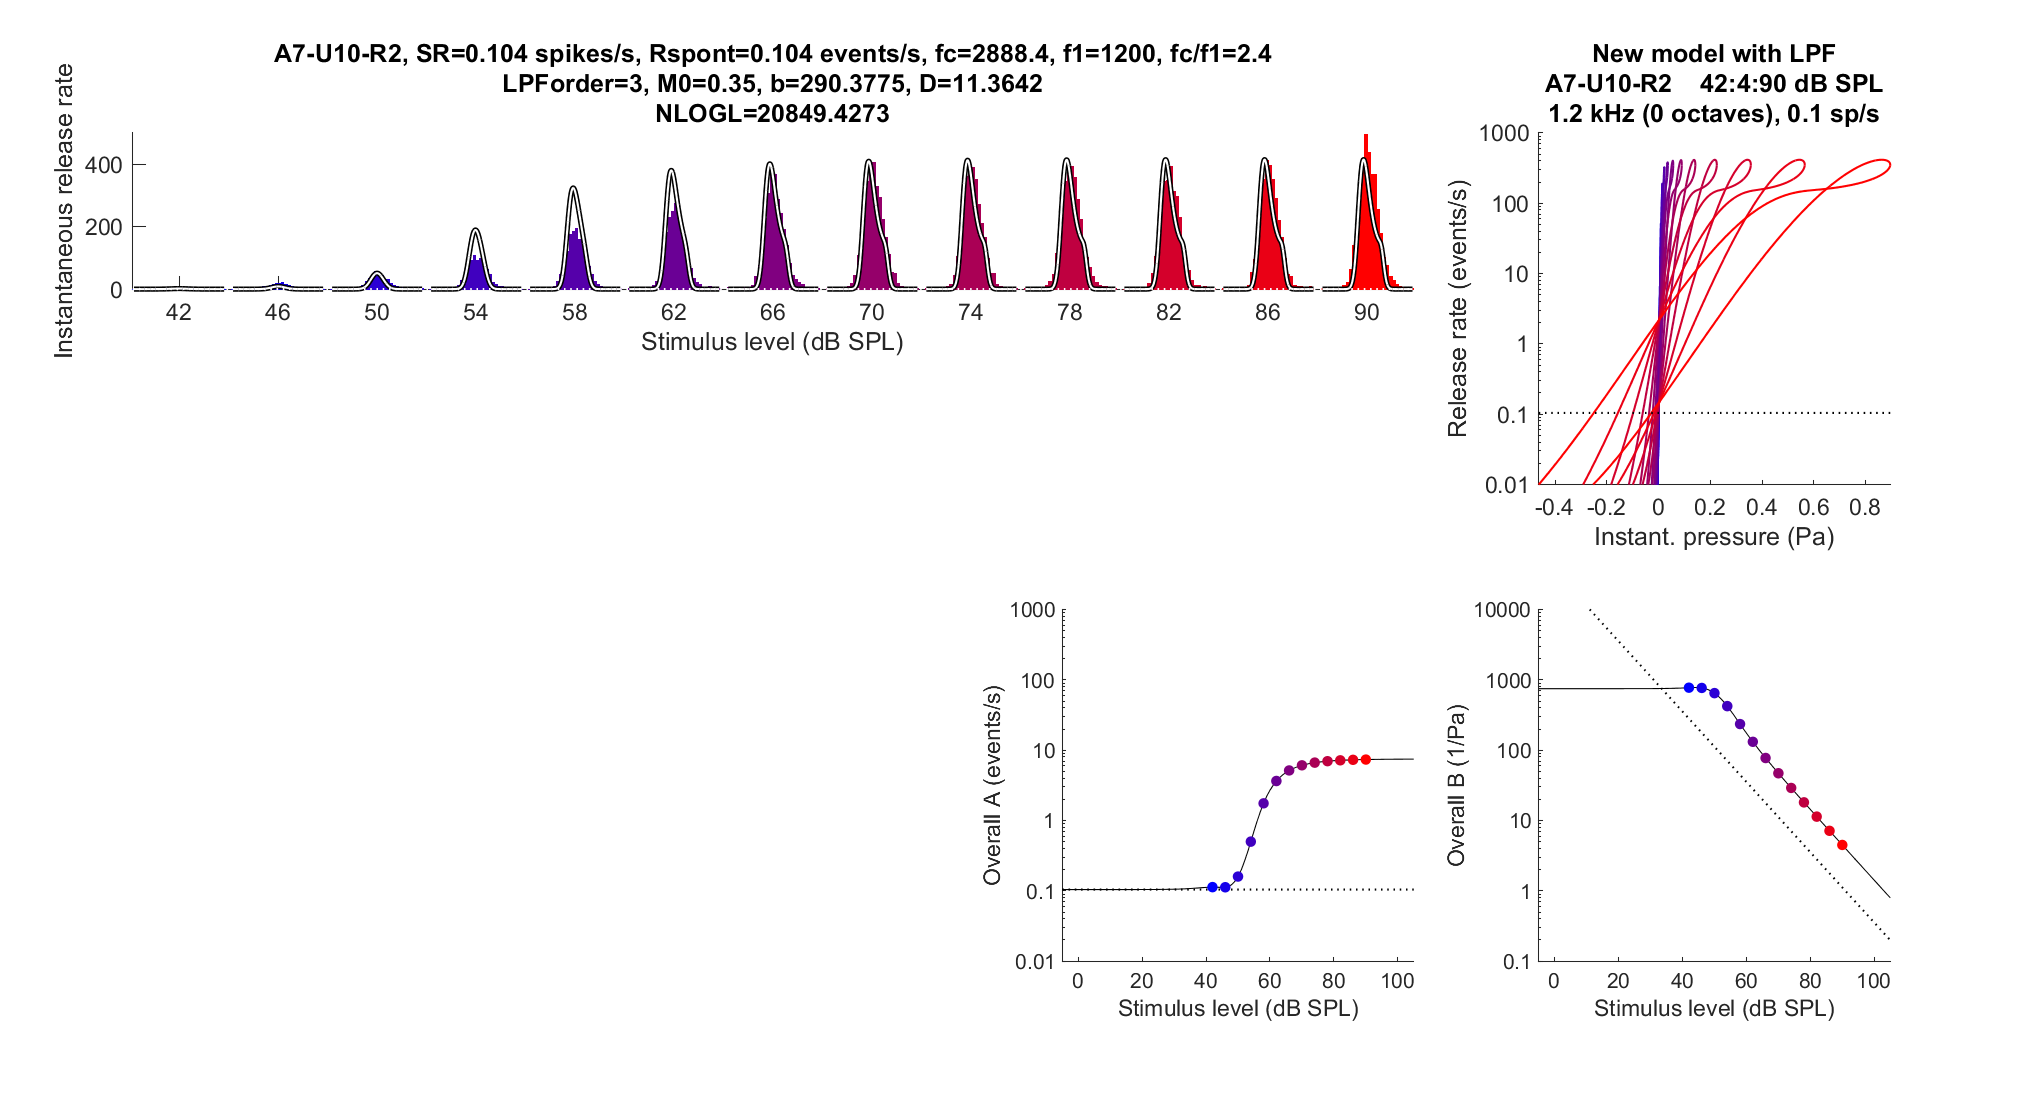 A7-U10-R2, SR=0.104 spikes/s, Rspont=0.104 events/s, fc=2888.4, f1=1200, fc/f1=2.4
LPForder=3, M0=0.35, b=290.3775, D=11.3642
NLOGL=20849.4273
Instantaneous release rate
400
200
0
42 46 50 54 58 62 66 70 74 78 82 86 90
Stimulus level (dB SPL)
New model with LPF
A7-U10-R2 42:4:90 dB SPL
1.2 kHz (0 octaves), 0.1 sp/s
Release rate (events/s)
1000
100
10
1
0.1
0.01
-0.4 -0.2 0 0.2 0.4 0.6 0.8
Instant. pressure (Pa)
Overall A (events/s)
1000
100
10
1
0.1
0.01
0 20 40 60 80 100
Stimulus level (dB SPL)
Overall B (1/Pa)
10000
1000
100
10
1
0.1
0 20 40 60 80 100
Stimulus level (dB SPL)